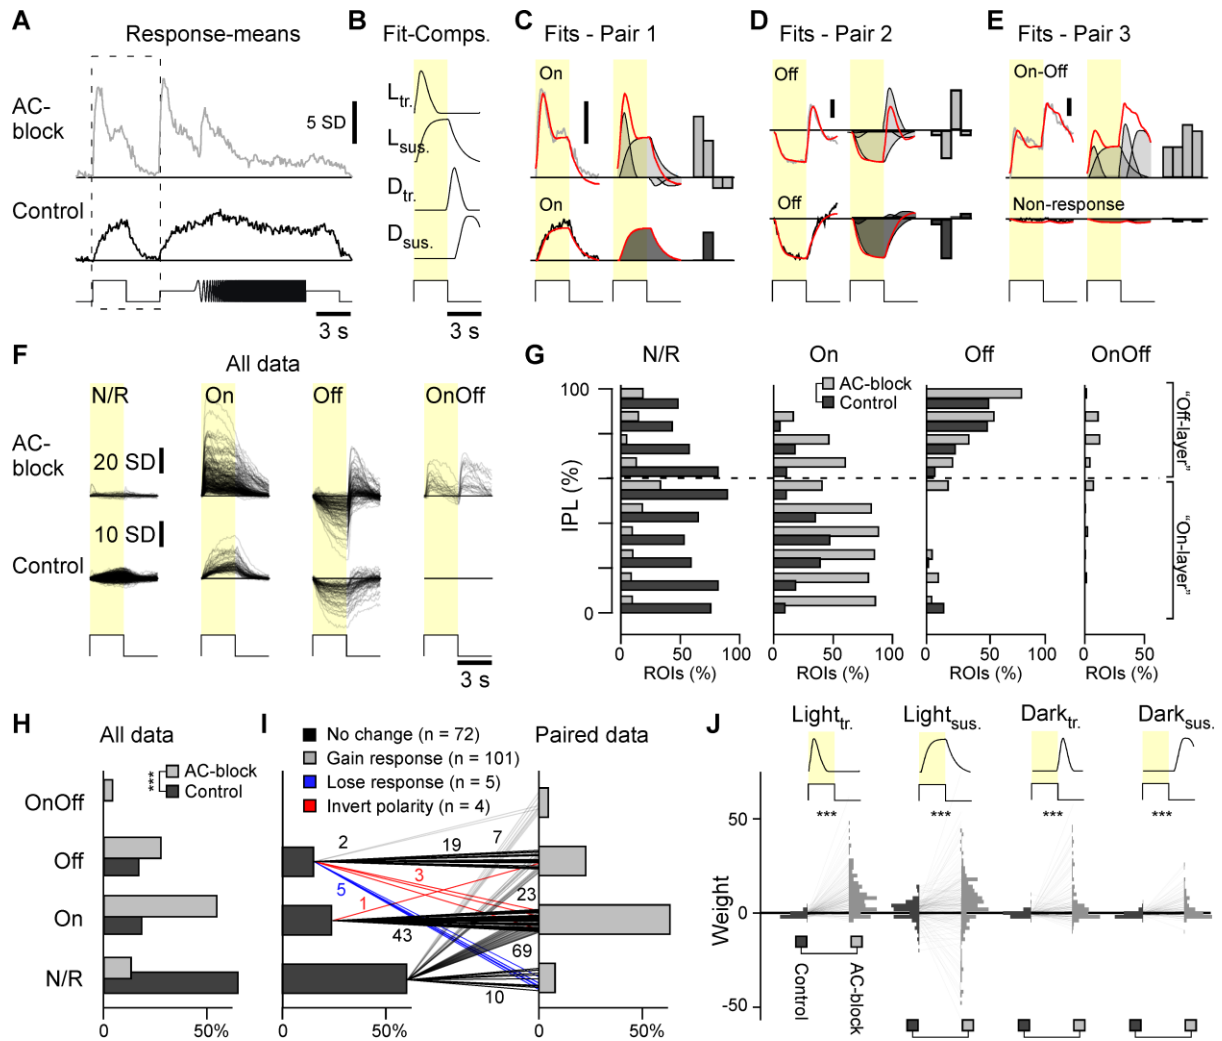 A
Response-means
AC-block
5 SD
Control
3 s
B
Fit-Comps.
Ltr.
Lsus.
Dtr.
Dsus.
3 s
C
Fits - Pair 1
On
On
D
Fits - Pair 2
Off
Off
E
Fits - Pair 3
On-Off
Non-response
F
All data
N/R
On
Off
OnOff
AC-block
20 SD
10 SD
Control
3 s
G
N/R
On
Off
OnOff
AC-block
Control
100
IPL (%)
0
"Off-layer"
"On-layer"
0 50 100
0 50 100
0 50 100
0 50
ROIs (%)
ROIs (%)
ROIs (%)
ROIs (%)
H
All data
***
AC-block
Control
OnOff
Off
On
N/R
0 50%
I
No change (n = 72)
Gain response (n = 101)
Lose response (n = 5)
Invert polarity (n = 4)
Paired data
2
19
7
5
3
1
23
43
69
10
0 50%
0 50%
J
Lighttr.
Lightsus.
Darktr.
Darksus.
***
***
***
***
50
Weight
0
-50
Control
AC-block